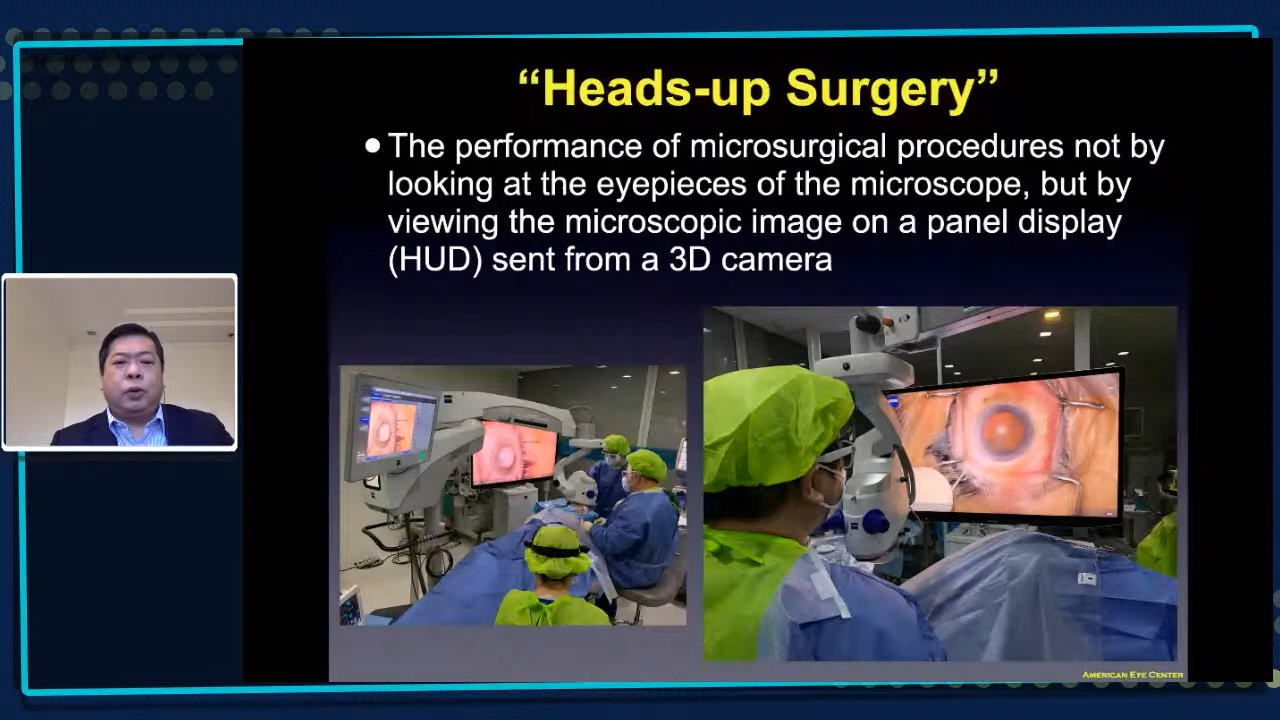 “Heads-up Surgery”
● The performance of microsurgical procedures not by
looking at the eyepieces of the microscope, but by
viewing the microscopic image on a panel display
(HUD) sent from a 3D camera
AMERICAN EYE CENTER